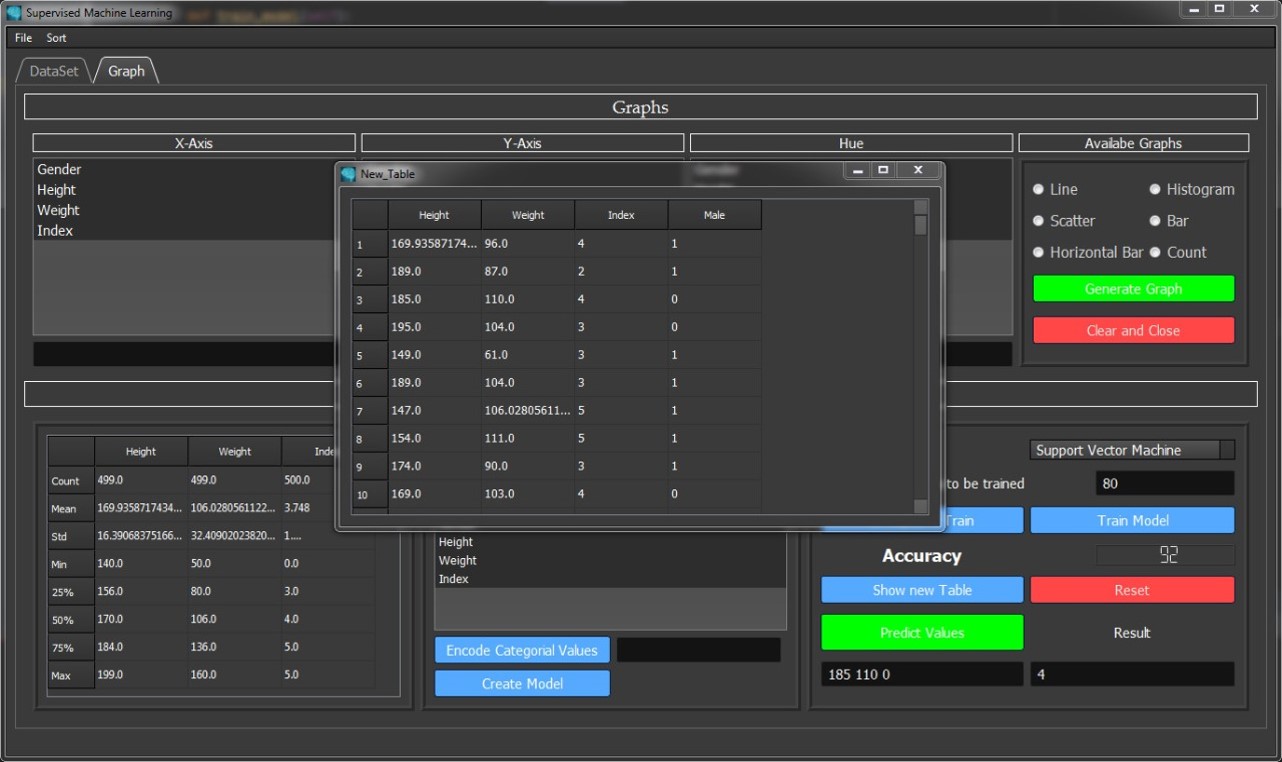 Supervised Machine Learning
File Sort
DataSet Graph
Graphs
X-Axis Y-Axis Hue Availabe Graphs
Gender
Height
Weight
Index
New_Table
Height Weight Index Male
1 169.93587174... 96.0 4 1
2 189.0 87.0 2 1
3 185.0 110.0 4 0
4 195.0 104.0 3 0
5 149.0 61.0 3 1
6 189.0 104.0 3 1
7 147.0 106.02805611... 5 1
8 154.0 111.0 5 1
9 174.0 90.0 3 1
10 169.0 103.0 4 0
Line Histogram
Scatter Bar
Horizontal Bar Count
Generate Graph
Clear and Close
Height Weight Inde
Count 499.0 499.0 500.0
Mean 169.9358717434... 106.0280561122... 3.748
Std 16.39068375166... 32.40902023820... 1....
Min 140.0 50.0 0.0
25% 156.0 80.0 3.0
50% 170.0 106.0 4.0
75% 184.0 136.0 5.0
Max 199.0 160.0 5.0
Height
Weight
Index
Encode Categorial Values
Create Model
Support Vector Machine
to be trained 80
Train Train Model
Accuracy 92
Show new Table Reset
Predict Values Result
185 110 0 4